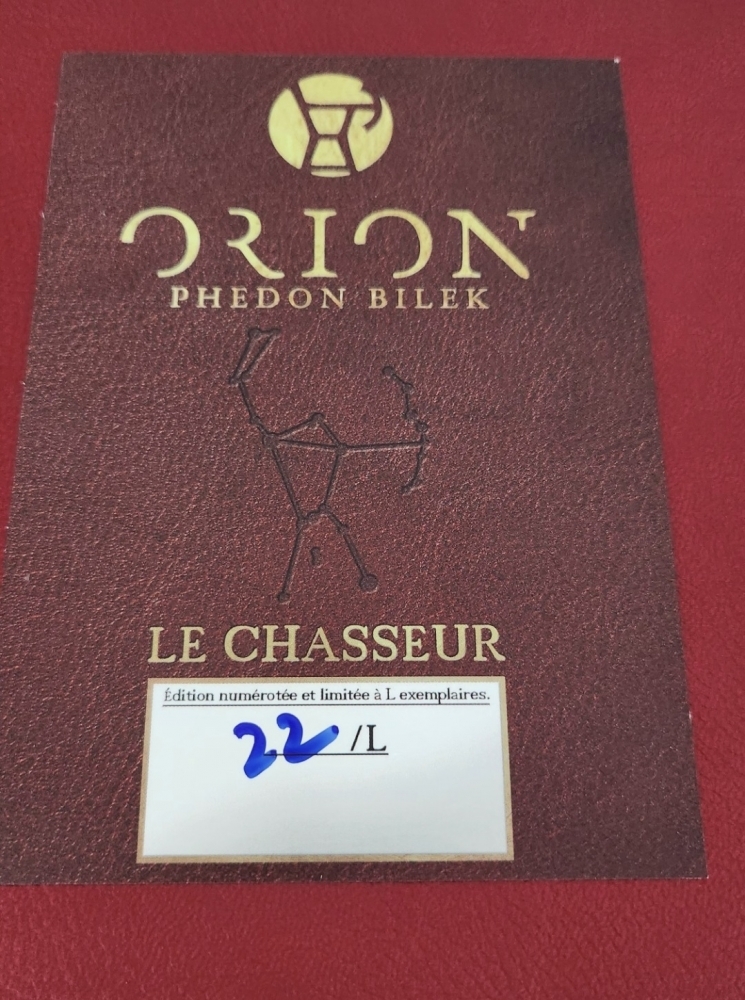 ORION
PHEDON BILEK
LE CHASSEUR
Édition numérotée et limitée à L exemplaires.
22 /L